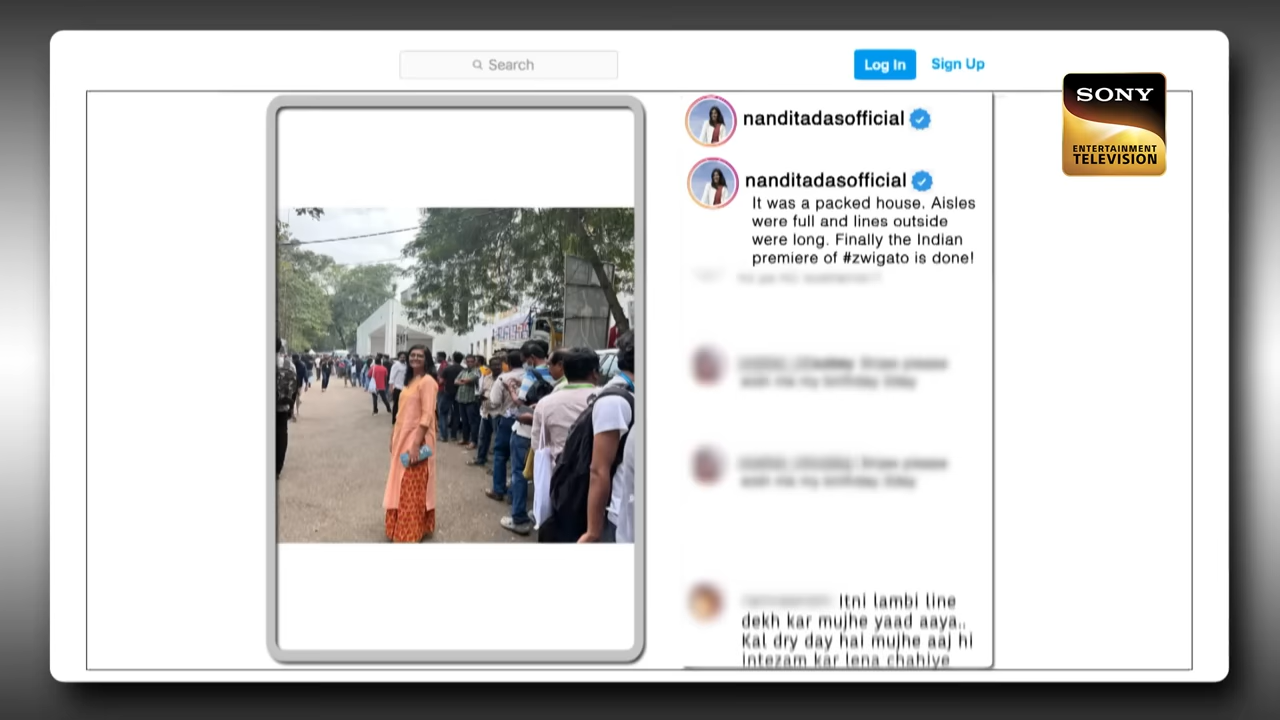 Search
Log In
Sign Up
SONY
ENTERTAINMENT
TELEVISION
nanditadasofficial
nanditadasofficial
It was a packed house. Aisles
were full and lines outside
were long. Finally the Indian
premiere of #zwigato is done!
Itni lambi line
dekh kar mujhe yaad aaya..
Kal dry day hai mujhe aaj hi
intezam kar lena chahiye